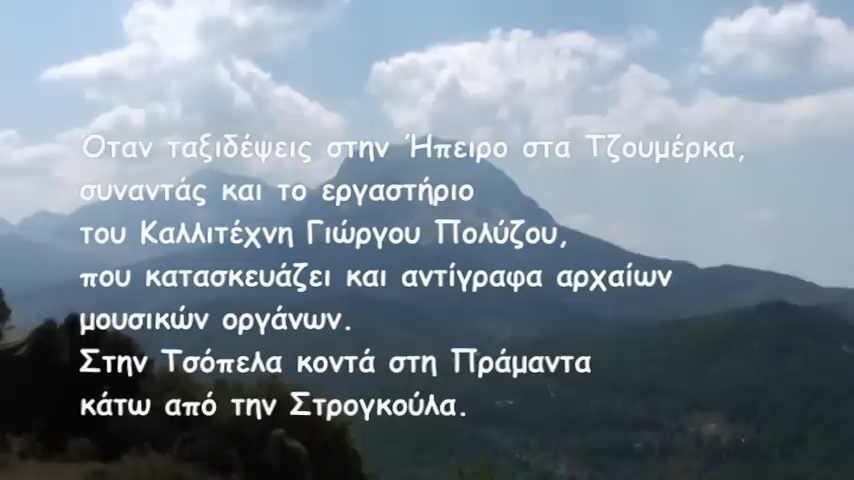 Όταν ταξιδέψεις στην Ήπειρο στα Τζουμέρκα,
συναντάς και το εργαστήριο
του Καλλιτέχνη Γιώργου Πολύζου,
που κατασκευάζει και αντίγραφα αρχαίων
μουσικών οργάνων.
Στην Τσόπελα κοντά στη Πράμαντα
κάτω από την Στρογκούλα.